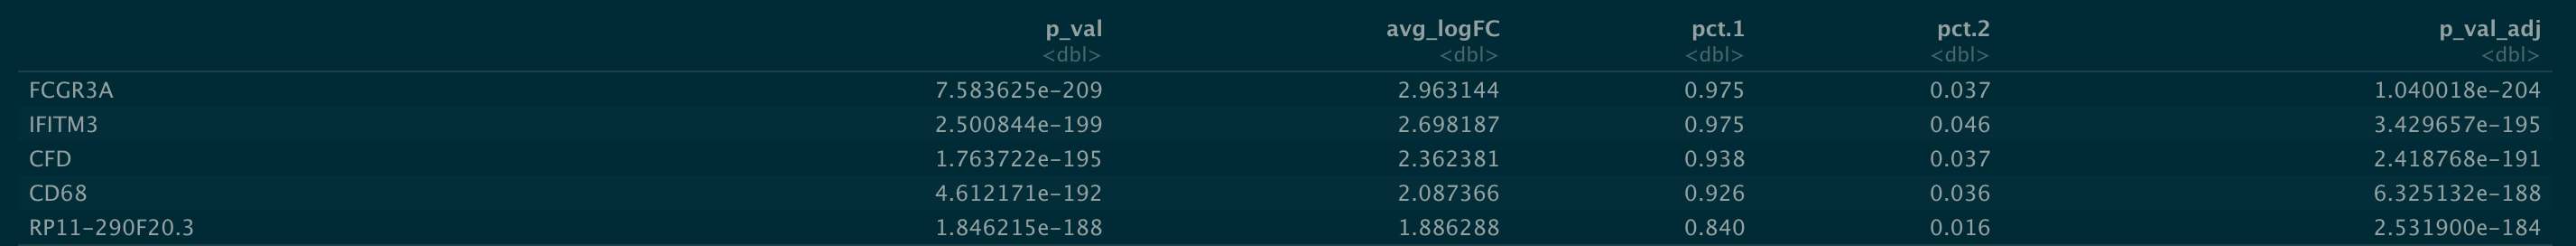 p_val avg_logFC pct.1 pct.2 p_val_adj
<dbl> <dbl> <dbl> <dbl> <dbl>
FCGR3A 7.583625e-209 2.963144 0.975 0.037 1.040018e-204
IFITM3 2.500844e-199 2.698187 0.975 0.046 3.429657e-195
CFD 1.763722e-195 2.362381 0.938 0.037 2.418768e-191
CD68 4.612171e-192 2.087366 0.926 0.036 6.325132e-188
RP11-290F20.3 1.846215e-188 1.886288 0.840 0.016 2.531900e-184